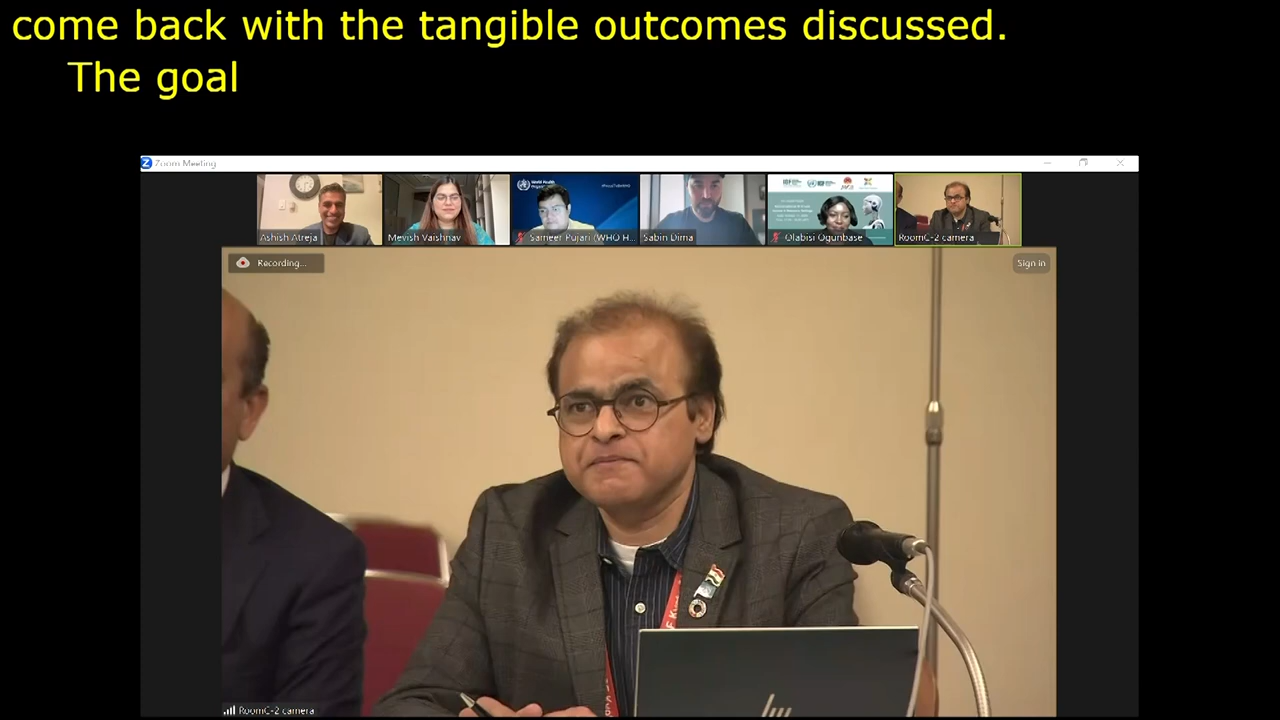 come back with the tangible outcomes discussed.
The goal
Zoom Meeting
Ashish Atreja
Mevish Vaishnav
Sameer Pujari (WHO H...
Sabin Dima
Olabisi Ogunbase
RoomC-2 camera
Recording...
Sign in
hp
RoomC-2 camera